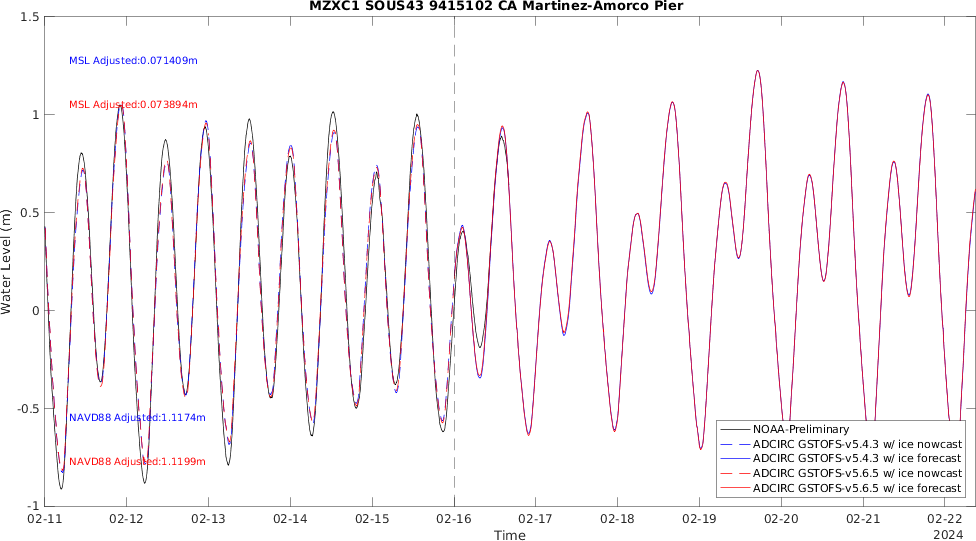 MZXC1 SOUS43 9415102 CA Martinez-Amorco Pier
1.5
1
0.5
0
-0.5
-1
Water Level (m)
MSL Adjusted:0.071409m
MSL Adjusted:0.073894m
NAVD88 Adjusted:1.1174m
NAVD88 Adjusted:1.1199m
NOAA-Preliminary
ADCIRC GSTOFS-v5.4.3 w/ ice nowcast
ADCIRC GSTOFS-v5.4.3 w/ ice forecast
ADCIRC GSTOFS-v5.6.5 w/ ice nowcast
ADCIRC GSTOFS-v5.6.5 w/ ice forecast
02-11 02-12 02-13 02-14 02-15 02-16 02-17 02-18 02-19 02-20 02-21 02-22
2024
Time